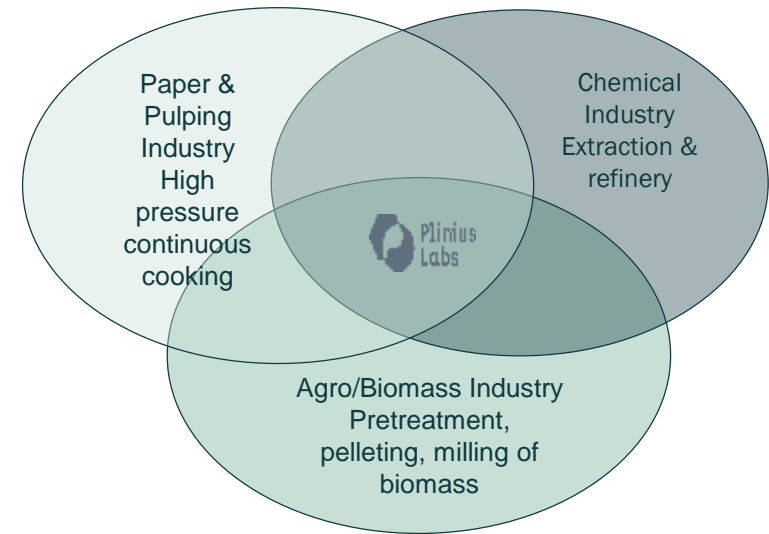 Paper &
Pulping
Industry
High
pressure
continuous
cooking
Chemical
Industry
Extraction &
refinery
Plinius
Labs
Agro/Biomass Industry
Pretreatment,
pelleting, milling of
biomass